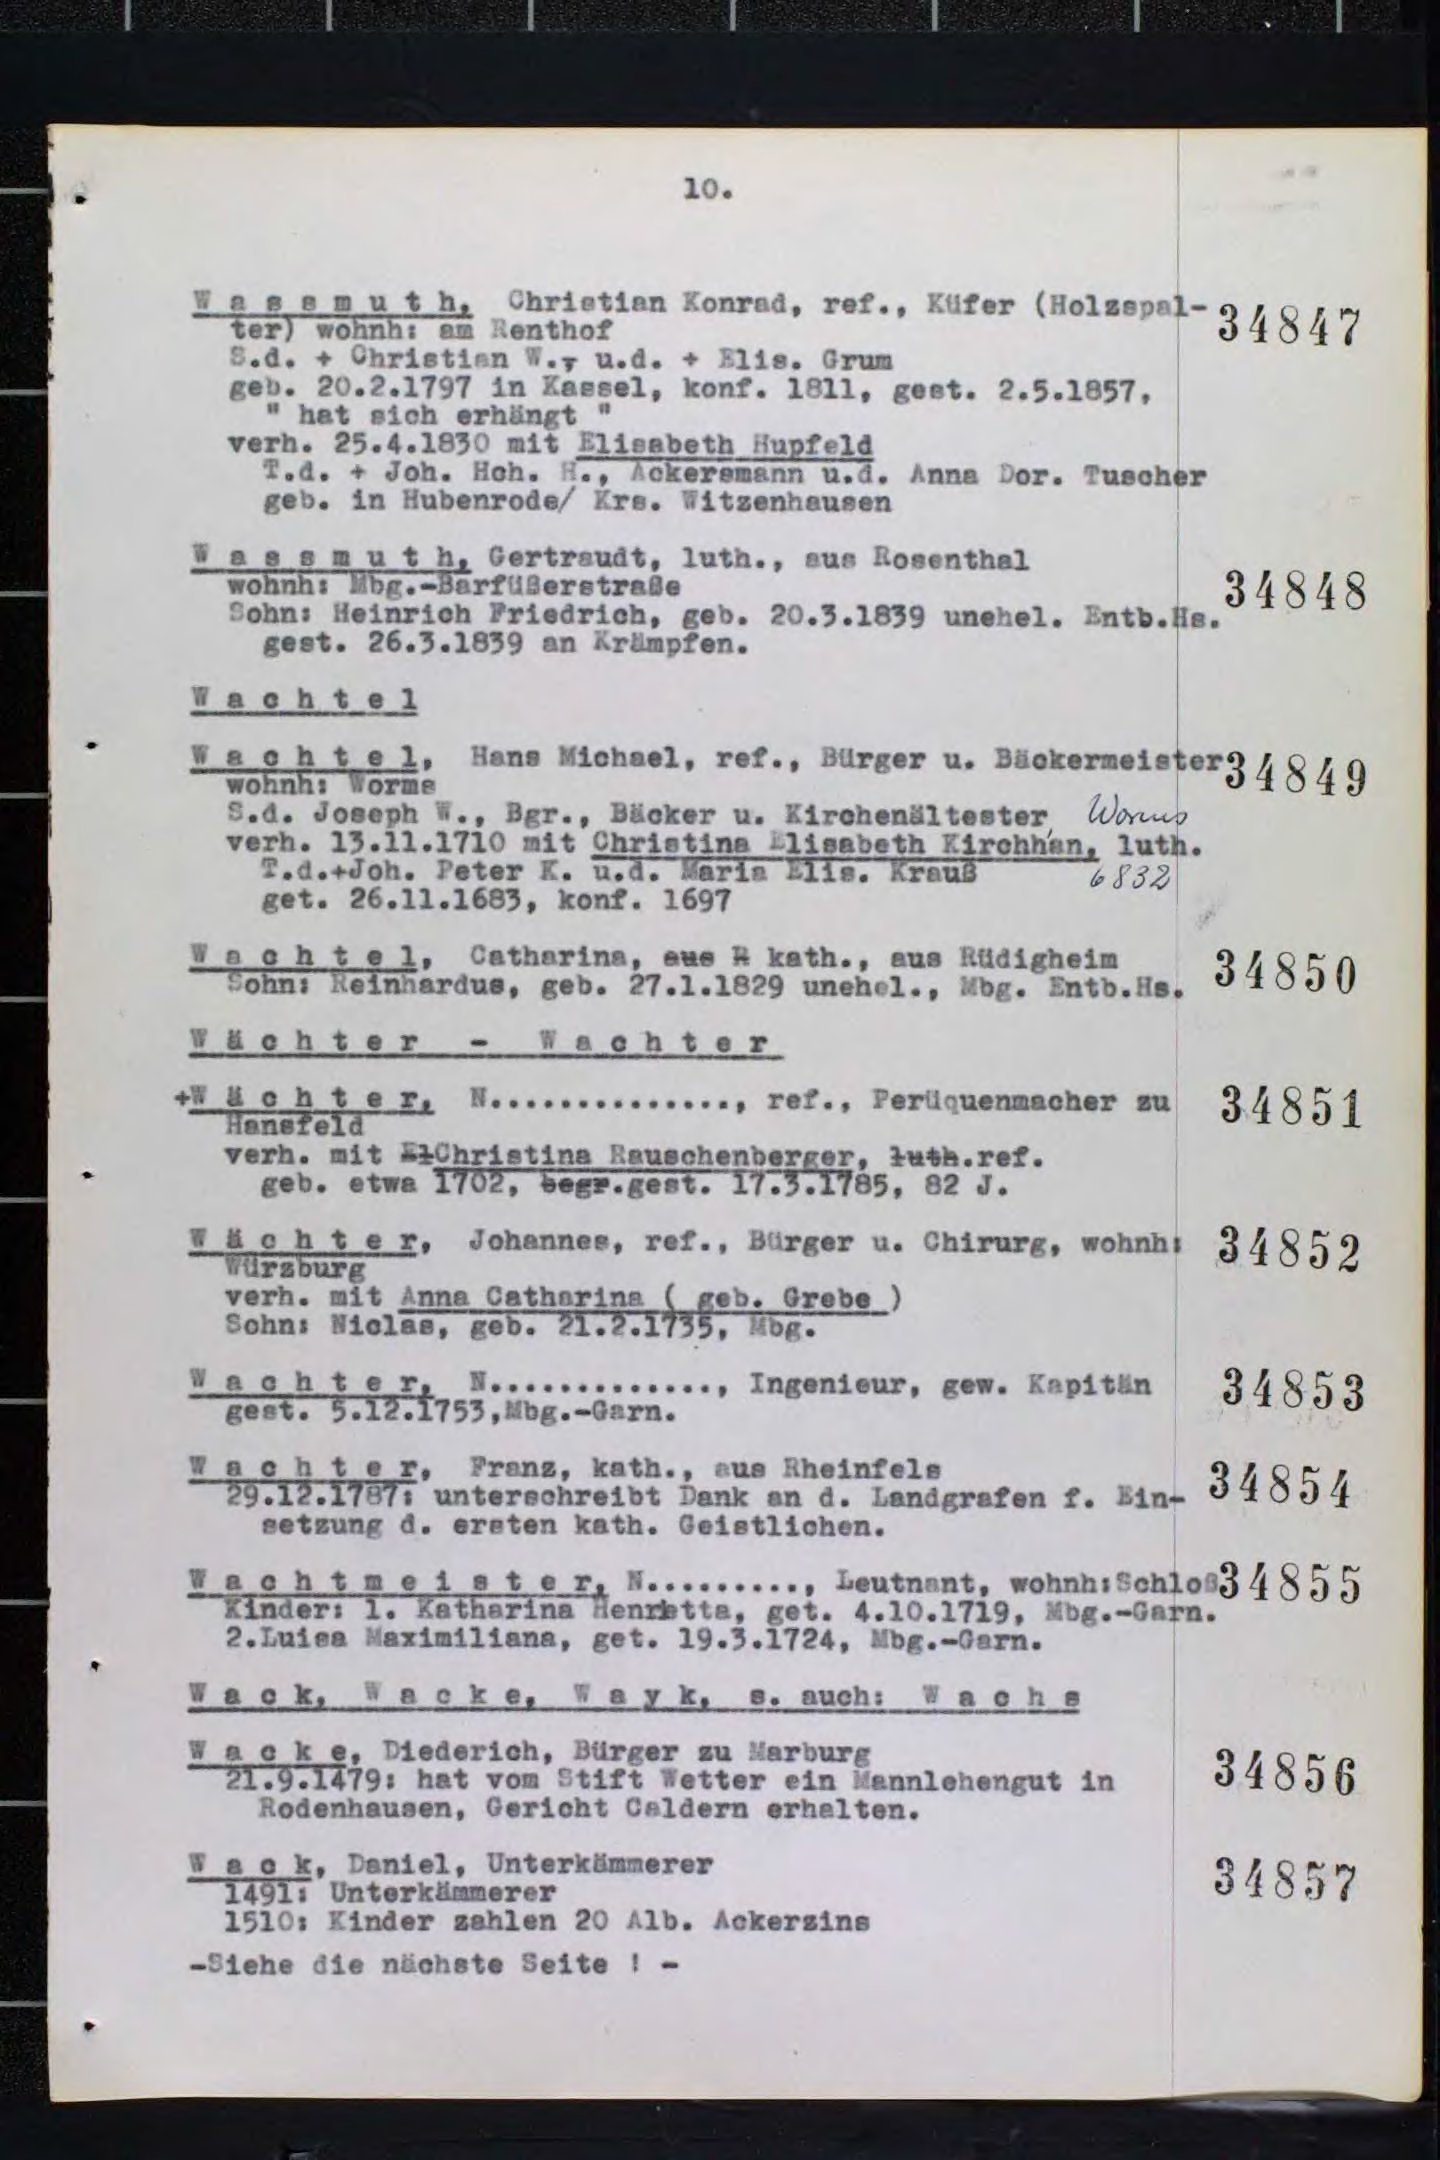 10.
W a s s m u t h, Christian Konrad, ref., Küfer (Holzspal- 34847
ter) wohnh: am Renthof
S.d. + Christian W., u.d. + Elis. Grum
geb. 20.2.1797 in Kassel, konf. 1811, gest. 2.5.1857,
" hat sich erhängt "
verh. 25.4.1830 mit Elisabeth Hupfeld
T.d. + Joh. Hch. H., Ackersmann u.d. Anna Dor. Tuscher
geb. in Hubenrode/ Krs. Witzenhausen
W a s s m u t h, Gertraudt, luth., aus Rosenthal
wohnh: Mbg.-Barfüßerstraße 34848
Sohn: Heinrich Friedrich, geb. 20.3.1839 unehel. Entb.Hs.
gest. 26.3.1839 an Krämpfen.
W a c h t e l
W a c h t e l, Hans Michael, ref., Bürger u. Bäckermeister 34849
wohnh: Worms
S.d. Joseph W., Bgr., Bäcker u. Kirchenältester, Worms
verh. 13.11.1710 mit Christina Elisabeth Kirchhan, luth.
T.d.+Joh. Peter K. u.d. Maria Elis. Krauß 6832
get. 26.11.1683, konf. 1697
W a c h t e l, Catharina, aus R kath., aus Rüdigheim 34850
Sohn: Reinhardus, geb. 27.1.1829 unehel., Mbg. Entb.Hs.
W ä c h t e r - W a c h t e r
+W ä c h t e r, N.............., ref., Perüquenmacher zu 34851
Hansfeld
verh. mit ElChristina Rauschenberger, luth.ref.
geb. etwa 1702, begr.gest. 17.3.1785, 82 J.
W ä c h t e r, Johannes, ref., Bürger u. Chirurg, wohnh: 34852
Würzburg
verh. mit Anna Catharina ( geb. Grebe )
Sohn: Niclas, geb. 21.2.1735, Mbg.
W a c h t e r, N............., Ingenieur, gew. Kapitän 34853
gest. 5.12.1753,Mbg.-Garn.
W a c h t e r, Franz, kath., aus Rheinfels
29.12.1787: unterschreibt Dank an d. Landgrafen f. Ein- 34854
setzung d. ersten kath. Geistlichen.
W a c h t m e i s t e r, N........., Leutnant, wohnh:Schloß 34855
Kinder: 1. Katharina Henrietta, get. 4.10.1719, Mbg.-Garn.
2.Luisa Maximiliana, get. 19.3.1724, Mbg.-Garn.
W a c k, W a c k e, W a y k, s. auch: W a c h s
W a c k e, Diederich, Bürger zu Marburg
21.9.1479: hat vom Stift Wetter ein Mannlehengut in 34856
Rodenhausen, Gericht Caldern erhalten.
W a c k, Daniel, Unterkämmerer 34857
1491: Unterkämmerer
1510: Kinder zahlen 20 Alb. Ackerzins
-Siehe die nächste Seite ! -